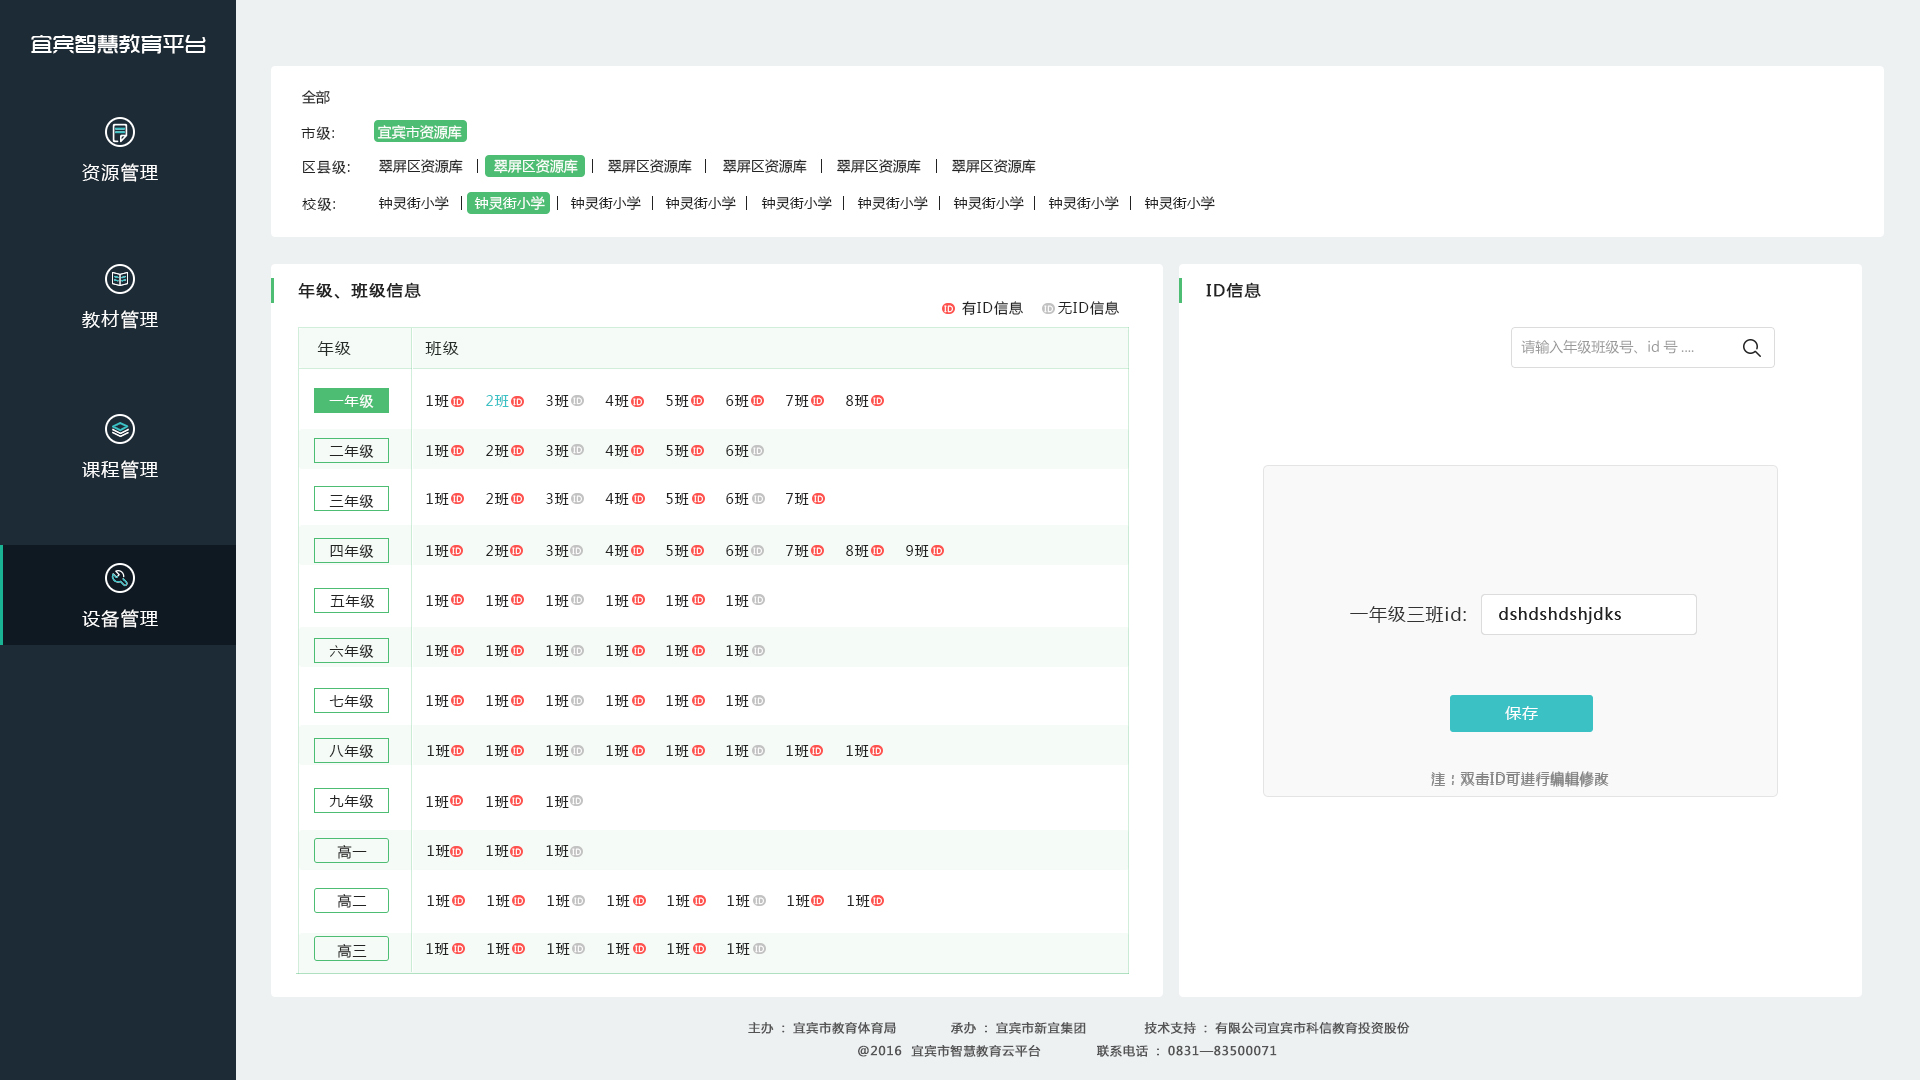 宜宾智慧教育平台
资源管理
教材管理
课程管理
设备管理
全部
市级: 宜宾市资源库
区县级: 翠屏区资源库 | 翠屏区资源库 | 翠屏区资源库 | 翠屏区资源库 | 翠屏区资源库 | 翠屏区资源库
校级: 钟灵街小学 | 钟灵街小学 | 钟灵街小学 | 钟灵街小学 | 钟灵街小学 | 钟灵街小学 | 钟灵街小学 | 钟灵街小学 | 钟灵街小学
年级、班级信息
ID 有ID信息 ID 无ID信息
年级 班级
一年级 1班ID 2班ID 3班ID 4班ID 5班ID 6班ID 7班ID 8班ID
二年级 1班ID 2班ID 3班ID 4班ID 5班ID 6班ID
三年级 1班ID 2班ID 3班ID 4班ID 5班ID 6班ID 7班ID
四年级 1班ID 2班ID 3班ID 4班ID 5班ID 6班ID 7班ID 8班ID 9班ID
五年级 1班ID 1班ID 1班ID 1班ID 1班ID 1班ID
六年级 1班ID 1班ID 1班ID 1班ID 1班ID 1班ID
七年级 1班ID 1班ID 1班ID 1班ID 1班ID 1班ID
八年级 1班ID 1班ID 1班ID 1班ID 1班ID 1班ID 1班ID 1班ID
九年级 1班ID 1班ID 1班ID
高一 1班ID 1班ID 1班ID
高二 1班ID 1班ID 1班ID 1班ID 1班ID 1班ID 1班ID 1班ID
高三 1班ID 1班ID 1班ID 1班ID 1班ID 1班ID
ID信息
请输入年级班级号、id 号 ....
一年级三班id: dshdshdshjdks
保存
注：双击ID可进行编辑修改
主办 ： 宜宾市教育体育局 承办 ： 宜宾市新宜集团 技术支持 ： 有限公司宜宾市科信教育投资股份
@2016 宜宾市智慧教育云平台 联系电话 ： 0831—83500071